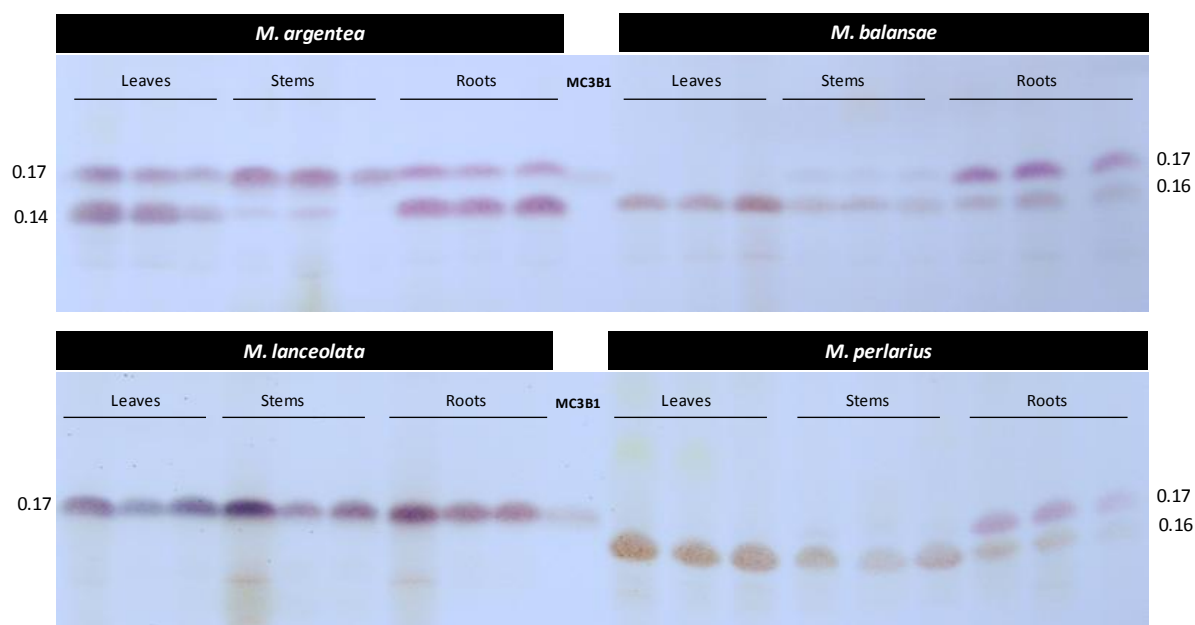 M. argentea
M. balansae
Leaves Stems Roots MC3B1 Leaves Stems Roots
0.17
0.14
0.17
0.16
M. lanceolata
M. perlarius
Leaves Stems Roots MC3B1 Leaves Stems Roots
0.17
0.17
0.16